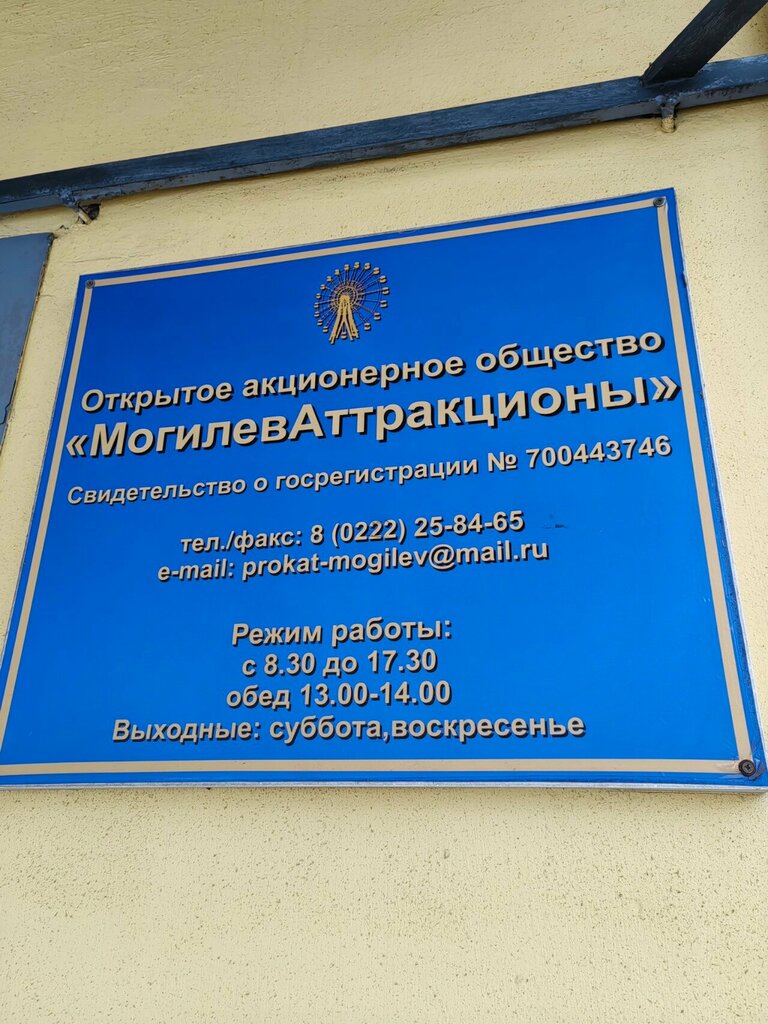 Открытое акционерное общество
«МогилевАттракционы»
Свидетельство о госрегистрации № 700443746
тел./факс: 8 (0222) 25-84-65
e-mail: prokat-mogilev@mail.ru
Режим работы:
с 8.30 до 17.30
обед 13.00-14.00
Выходные: суббота,воскресенье